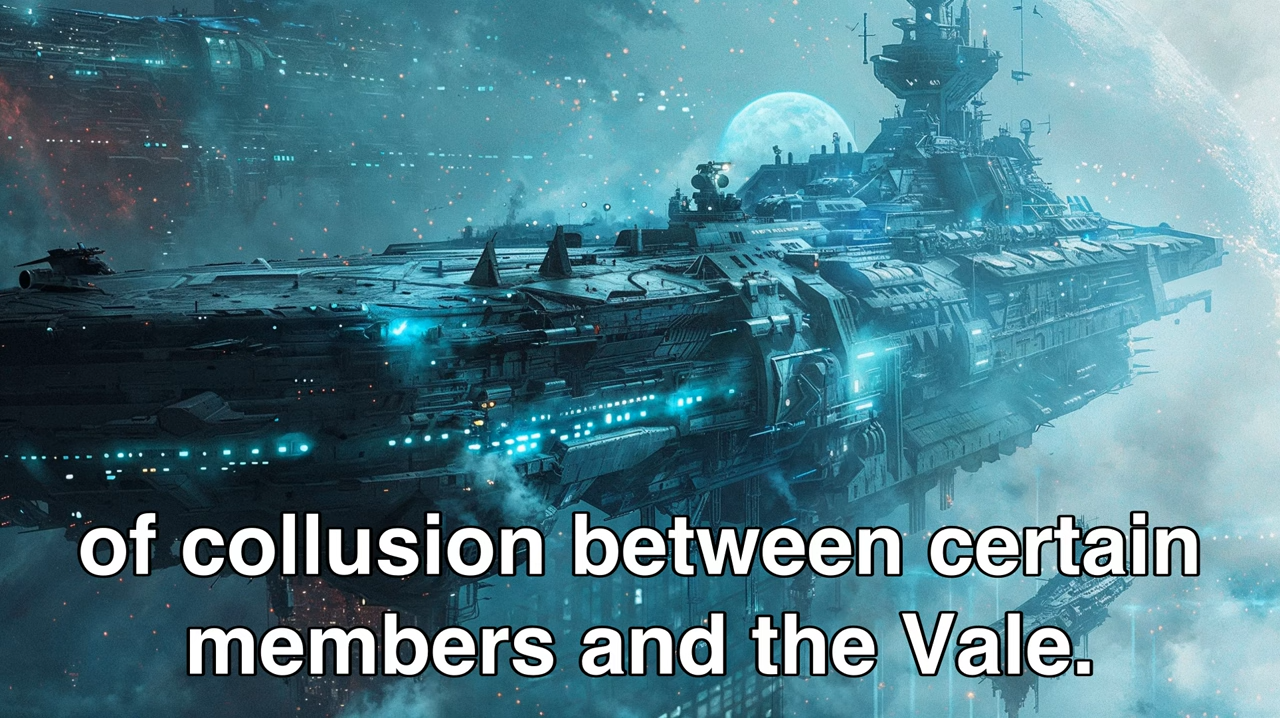 of collusion between certain
members and the Vale.